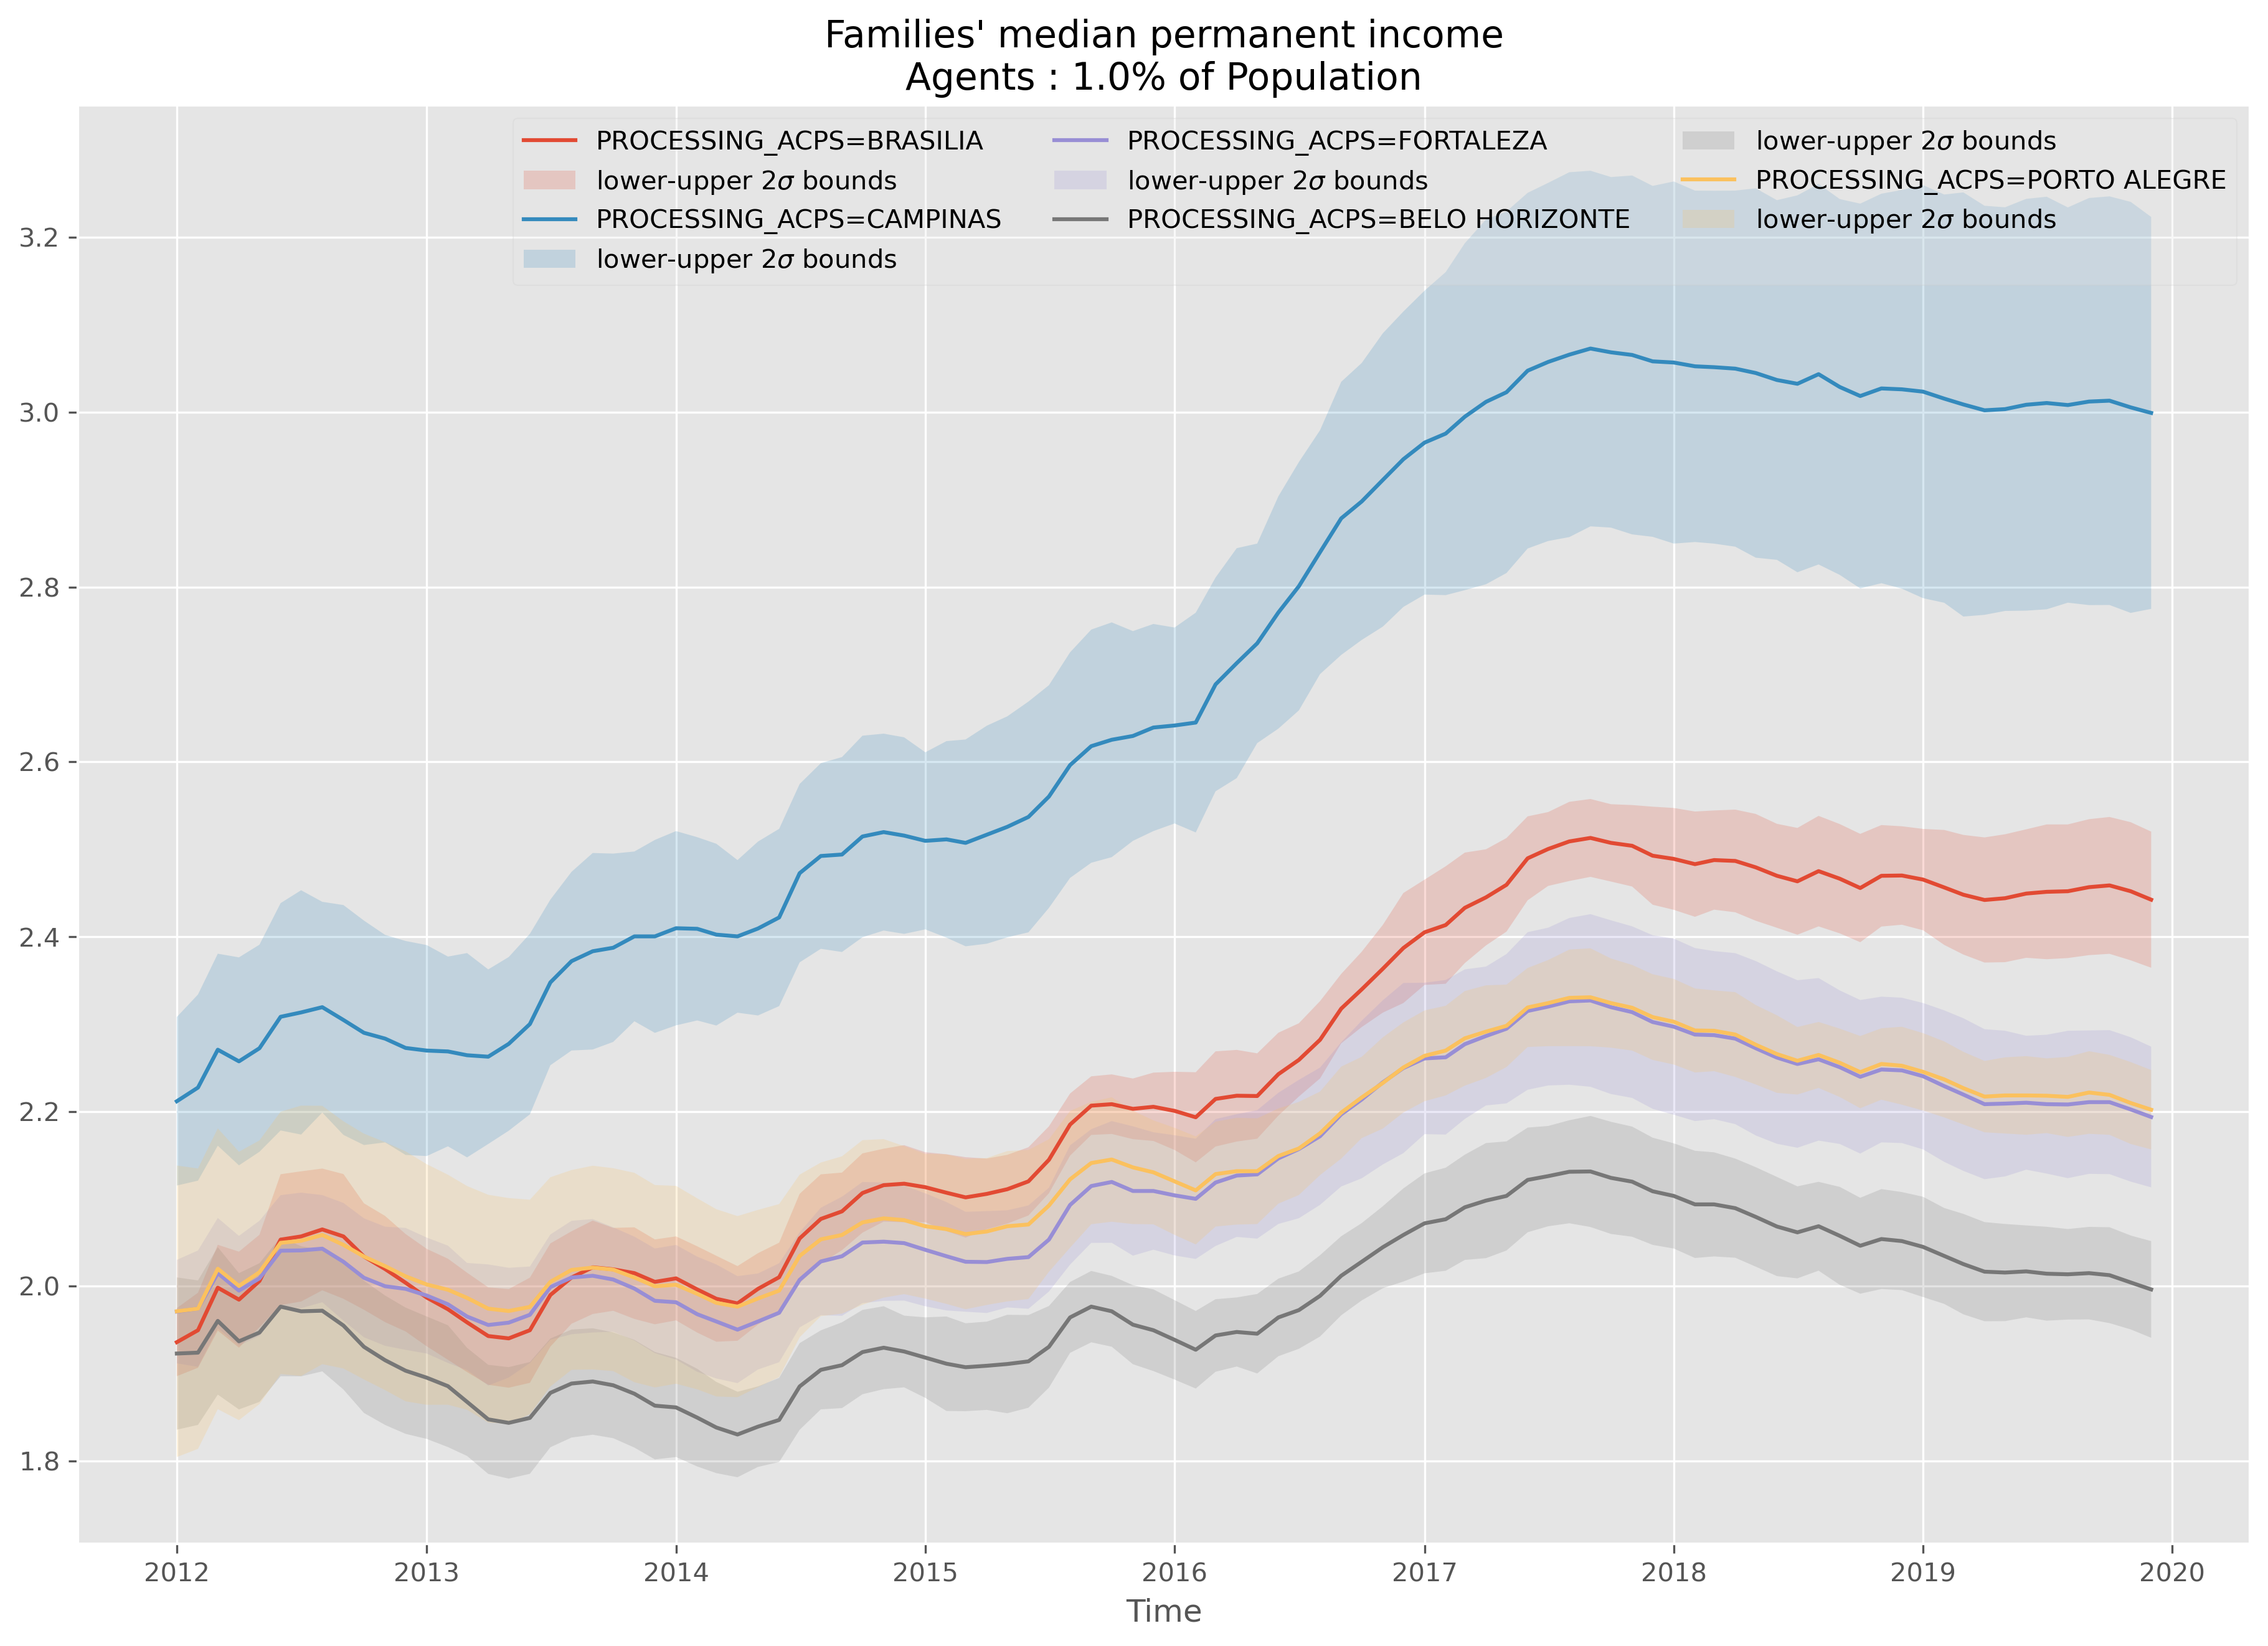 Families' median permanent income
Agents : 1.0% of Population
PROCESSING_ACPS=BRASILIA
lower-upper 2σ bounds
PROCESSING_ACPS=CAMPINAS
lower-upper 2σ bounds
PROCESSING_ACPS=FORTALEZA
lower-upper 2σ bounds
PROCESSING_ACPS=BELO HORIZONTE
lower-upper 2σ bounds
PROCESSING_ACPS=PORTO ALEGRE
lower-upper 2σ bounds
3.2
3.0
2.8
2.6
2.4
2.2
2.0
1.8
2012 2013 2014 2015 2016 2017 2018 2019 2020
Time